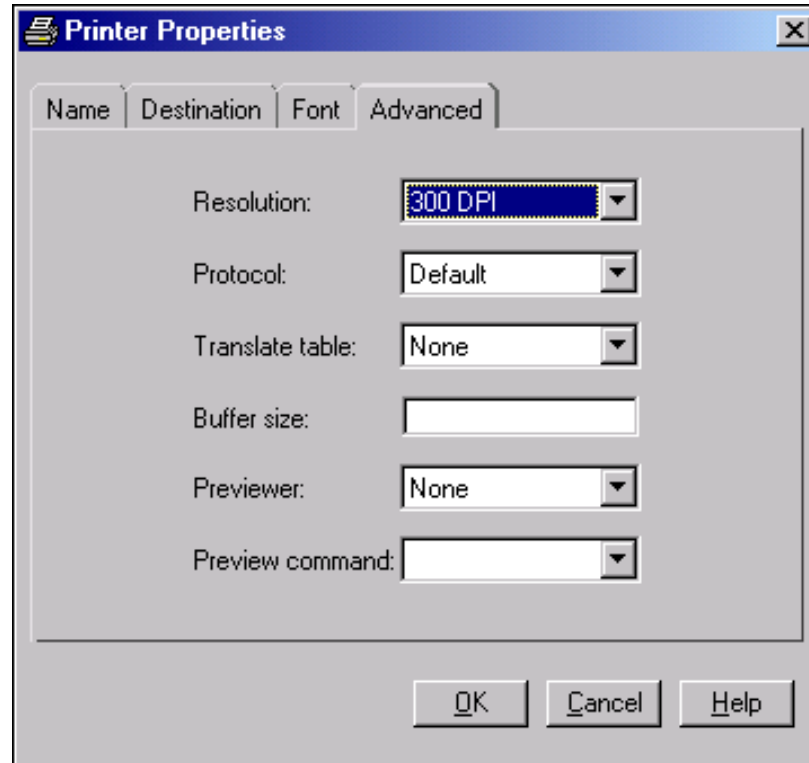 Printer Properties
Name Destination Font Advanced
Resolution: 300 DPI
Protocol: Default
Translate table: None
Buffer size:
Previewer: None
Preview command:
OK Cancel Help